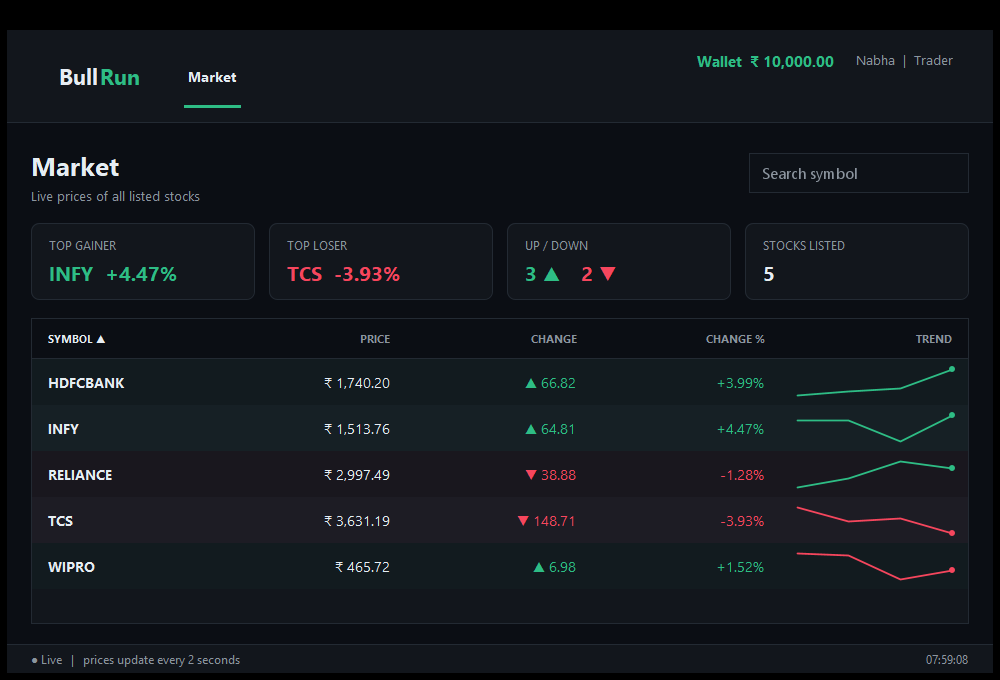 BullRun Market Wallet ₹ 10,000.00 Nabha | Trader
Market
Search symbol
Live prices of all listed stocks
TOP GAINER TOP LOSER UP / DOWN STOCKS LISTED
INFY +4.47% TCS -3.93% 3 ▲ 2 ▼ 5
SYMBOL ▲ PRICE CHANGE CHANGE % TREND
HDFCBANK ₹ 1,740.20 ▲ 66.82 +3.99%
INFY ₹ 1,513.76 ▲ 64.81 +4.47%
RELIANCE ₹ 2,997.49 ▼ 38.88 -1.28%
TCS ₹ 3,631.19 ▼ 148.71 -3.93%
WIPRO ₹ 465.72 ▲ 6.98 +1.52%
● Live | prices update every 2 seconds 07:59:08